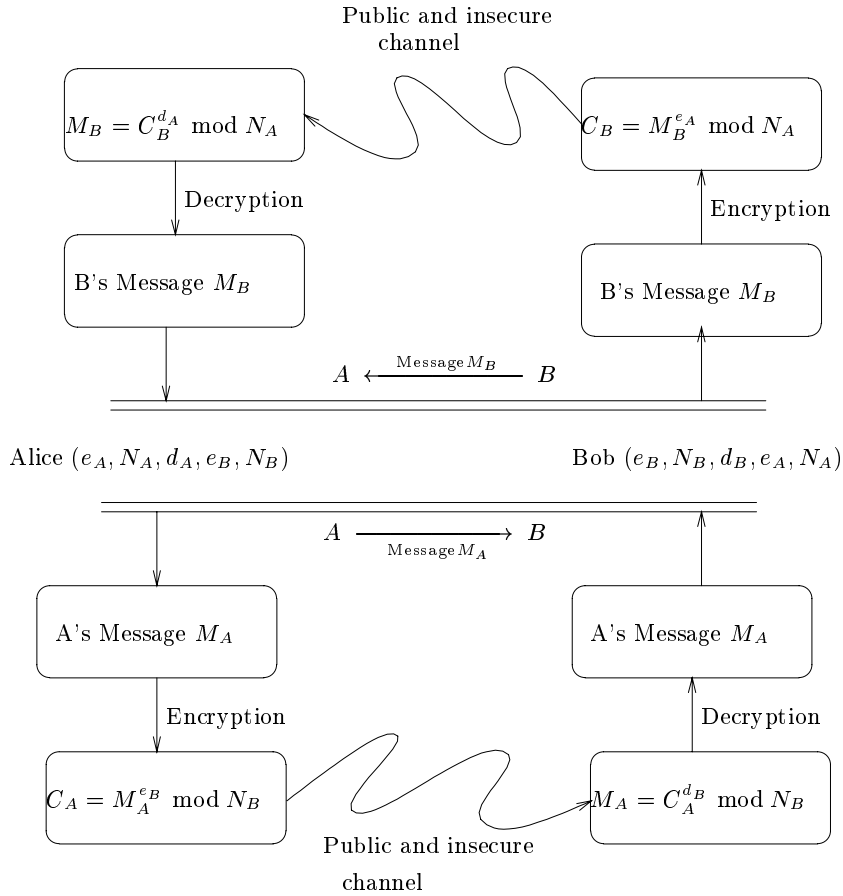 Public and insecure
channel
M_B = C_B^{d_A} mod N_A
C_B = M_B^{e_A} mod N_A
Decryption
Encryption
B's Message M_B
B's Message M_B
A ← Message M_B B
Alice (e_A, N_A, d_A, e_B, N_B)
Bob (e_B, N_B, d_B, e_A, N_A)
A → Message M_A B
A's Message M_A
A's Message M_A
Encryption
Decryption
C_A = M_A^{e_B} mod N_B
M_A = C_A^{d_B} mod N_B
Public and insecure
channel